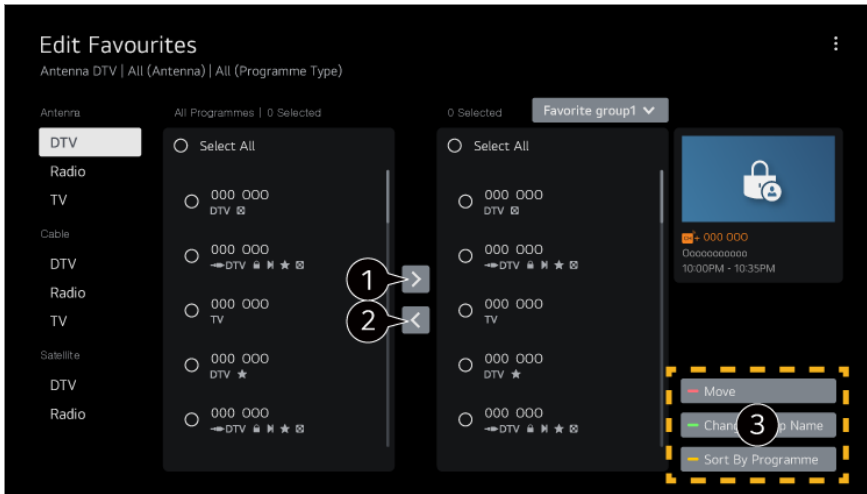 Edit Favourites
Antenna DTV | All (Antenna) | All (Programme Type)
Antenna
DTV
Radio
TV
Cable
DTV
Radio
TV
Satellite
DTV
Radio
All Programmes | 0 Selected
Select All
000 000
DTV
000 000
DTV
000 000
TV
000 000
DTV
000 000
DTV
1
2
0 Selected
Favorite group1
Select All
000 000
DTV
000 000
DTV
000 000
TV
000 000
DTV
000 000
DTV
000 000
Oooooooooo
10:00PM - 10:35PM
Move
3
Name
Sort By Programme